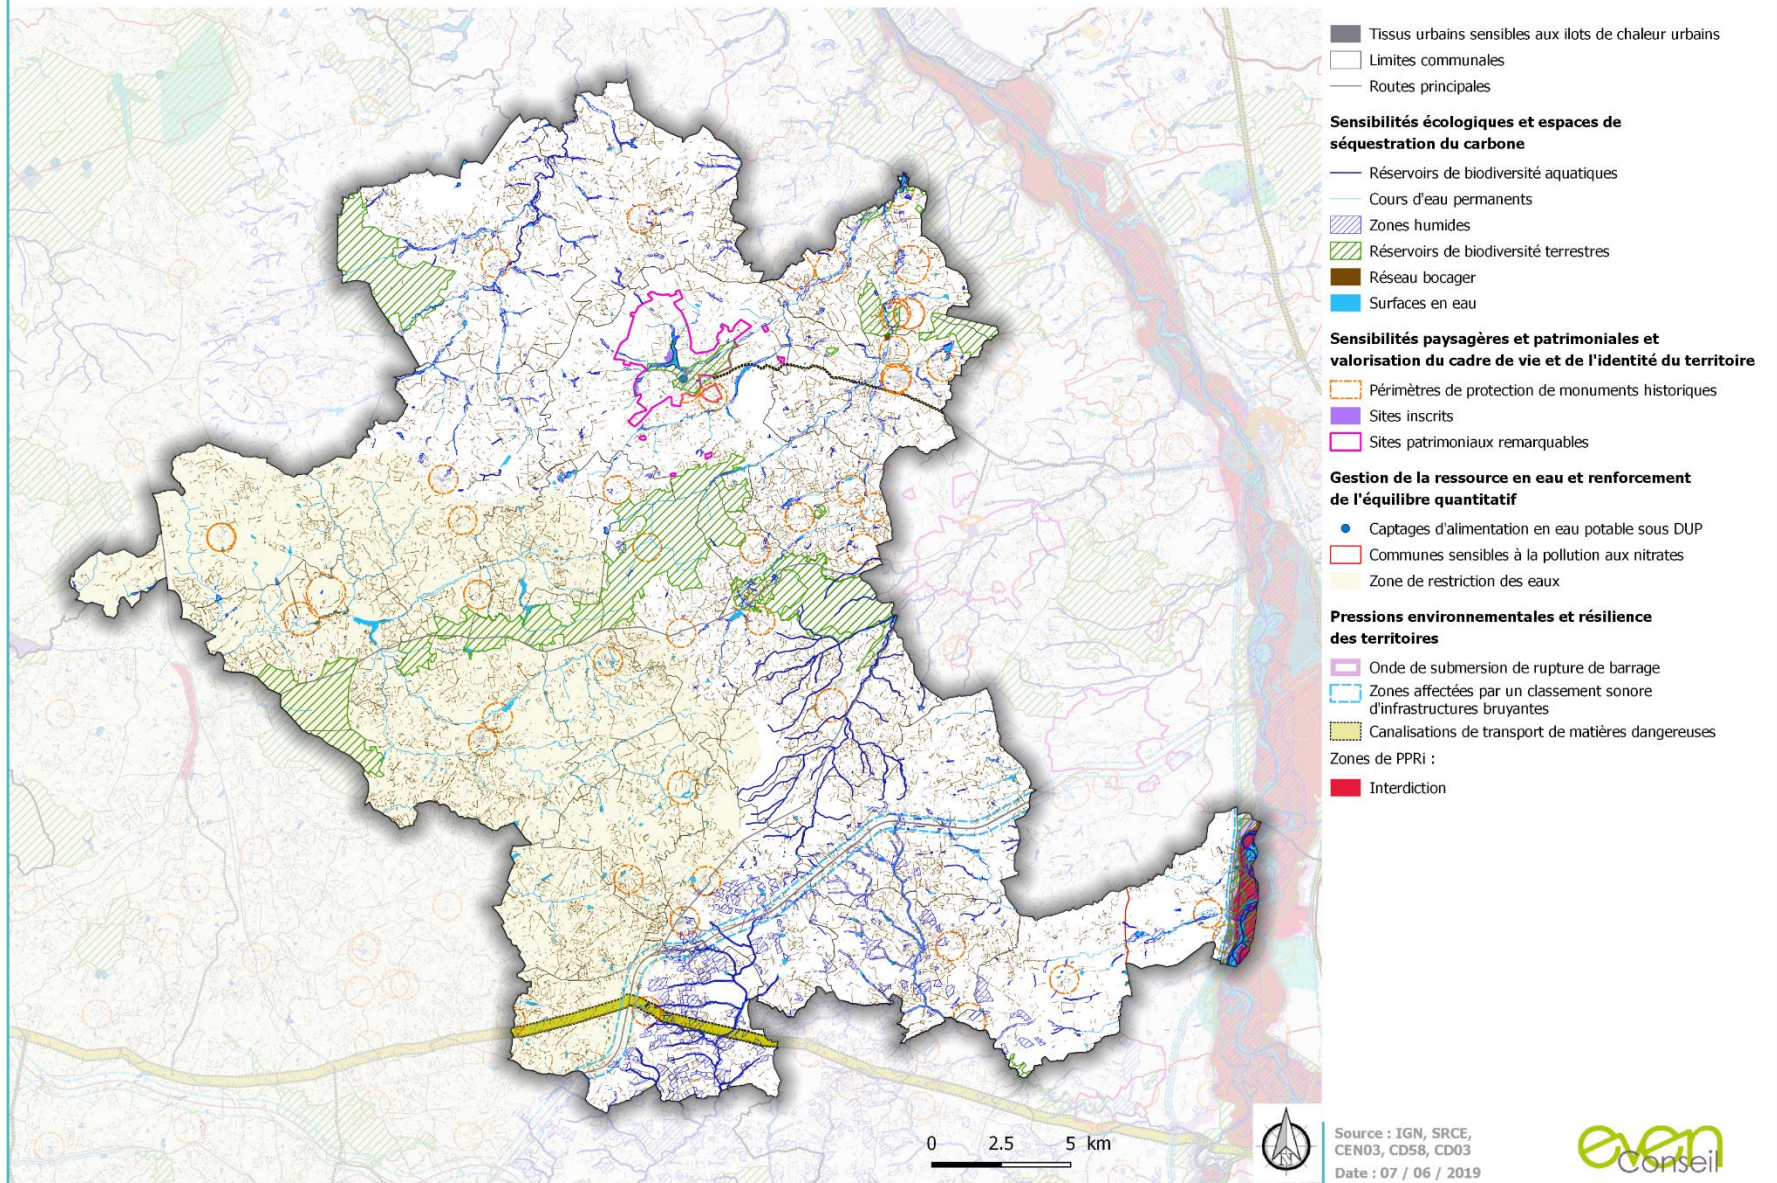 Tissus urbains sensibles aux ilots de chaleur urbains
Limites communales
Routes principales
Sensibilités écologiques et espaces de
séquestration du carbone
Réservoirs de biodiversité aquatiques
Cours d'eau permanents
Zones humides
Réservoirs de biodiversité terrestres
Réseau bocager
Surfaces en eau
Sensibilités paysagères et patrimoniales et
valorisation du cadre de vie et de l'identité du territoire
Périmètres de protection de monuments historiques
Sites inscrits
Sites patrimoniaux remarquables
Gestion de la ressource en eau et renforcement
de l'équilibre quantitatif
Captages d'alimentation en eau potable sous DUP
Communes sensibles à la pollution aux nitrates
Zone de restriction des eaux
Pressions environnementales et résilience
des territoires
Onde de submersion de rupture de barrage
Zones affectées par un classement sonore
d'infrastructures bruyantes
Canalisations de transport de matières dangereuses
Zones de PPRi :
Interdiction
0 2.5 5 km
N
Source : IGN, SRCE,
CEN03, CD58, CD03
Date : 07 / 06 / 2019
even
Conseil